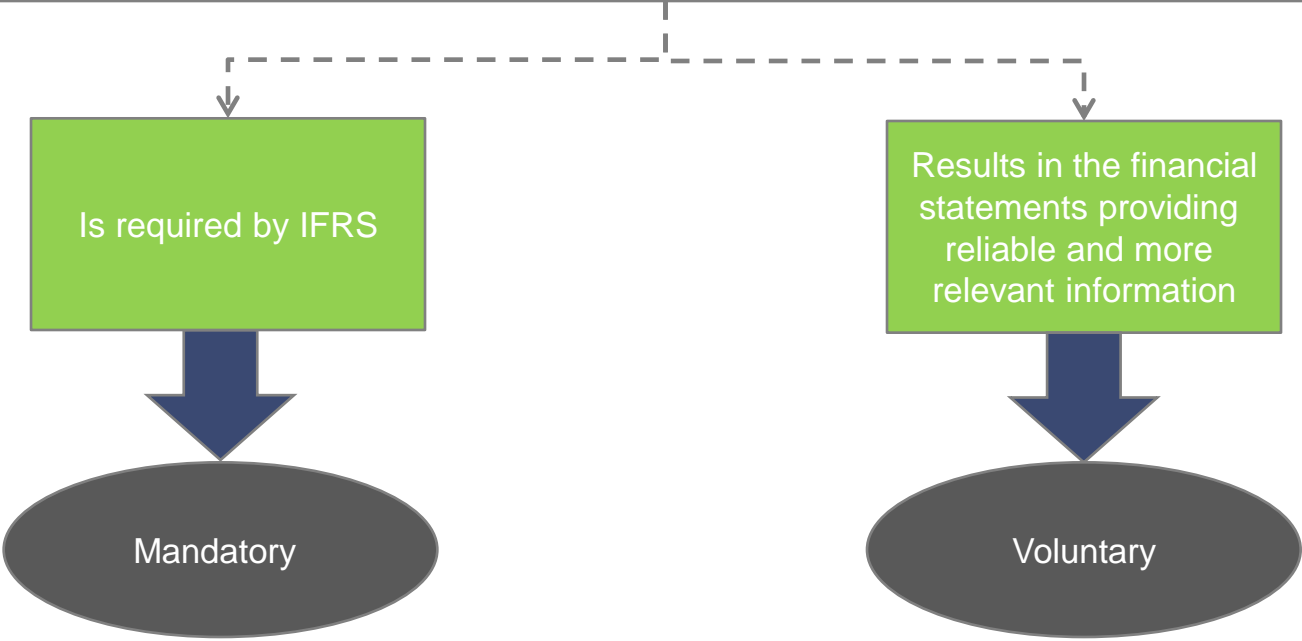 Is required by IFRS
Results in the financial
statements providing
reliable and more
relevant information
Mandatory
Voluntary